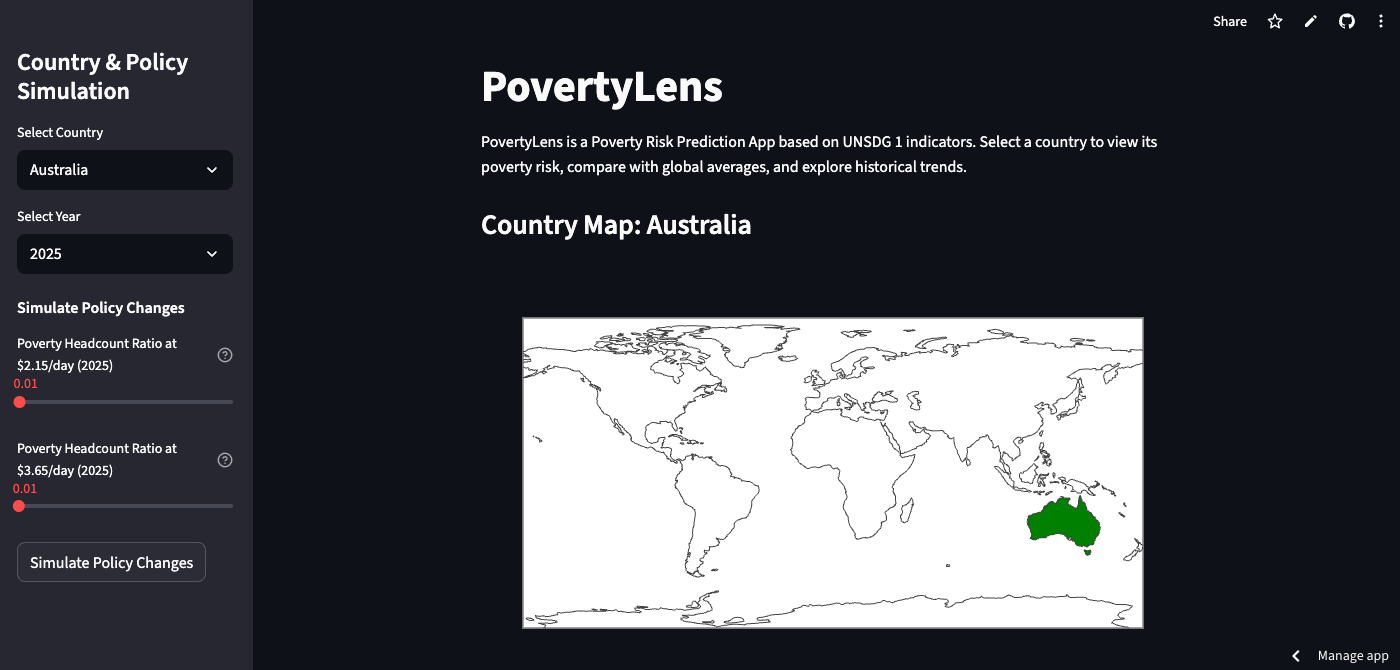 Share
Country & Policy
Simulation
Select Country
Australia
Select Year
2025
Simulate Policy Changes
Poverty Headcount Ratio at
$2.15/day (2025)
0.01
Poverty Headcount Ratio at
$3.65/day (2025)
0.01
Simulate Policy Changes
PovertyLens
PovertyLens is a Poverty Risk Prediction App based on UNSDG 1 indicators. Select a country to view its
poverty risk, compare with global averages, and explore historical trends.
Country Map: Australia
Manage app